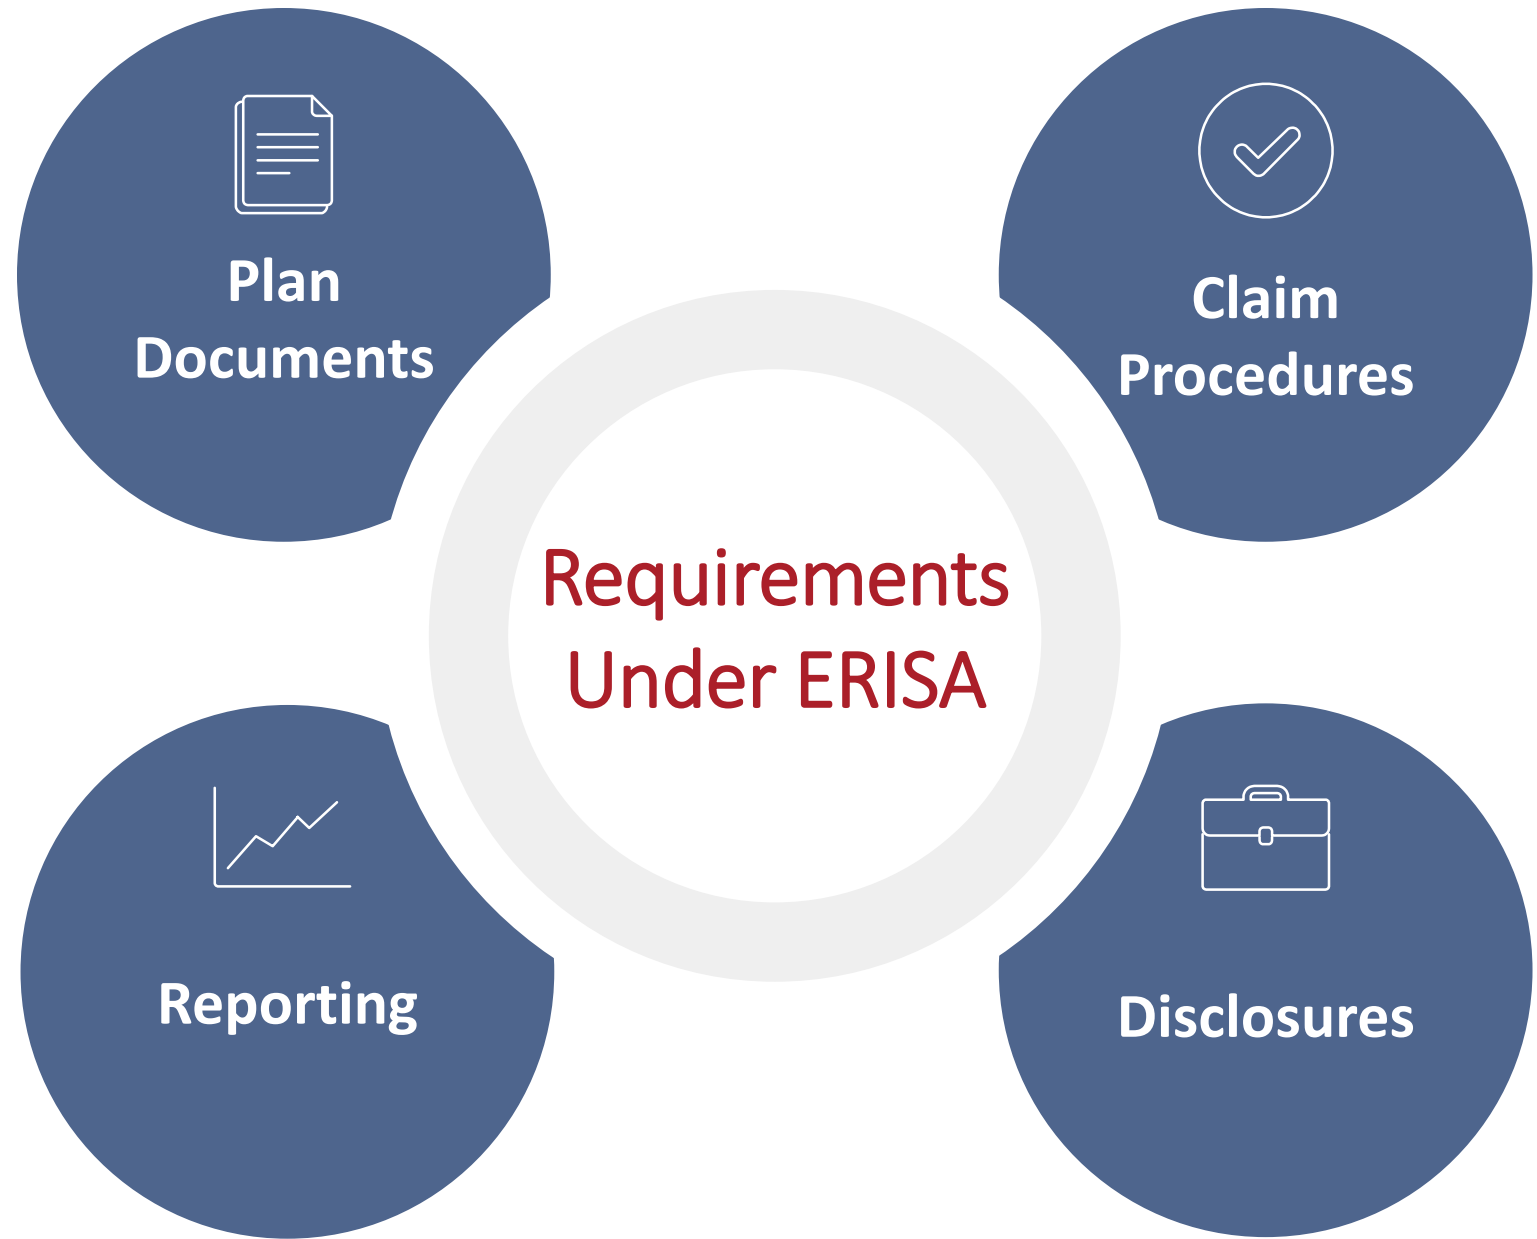 Plan
Documents
Claim
Procedures
Requirements
Under ERISA
Reporting
Disclosures